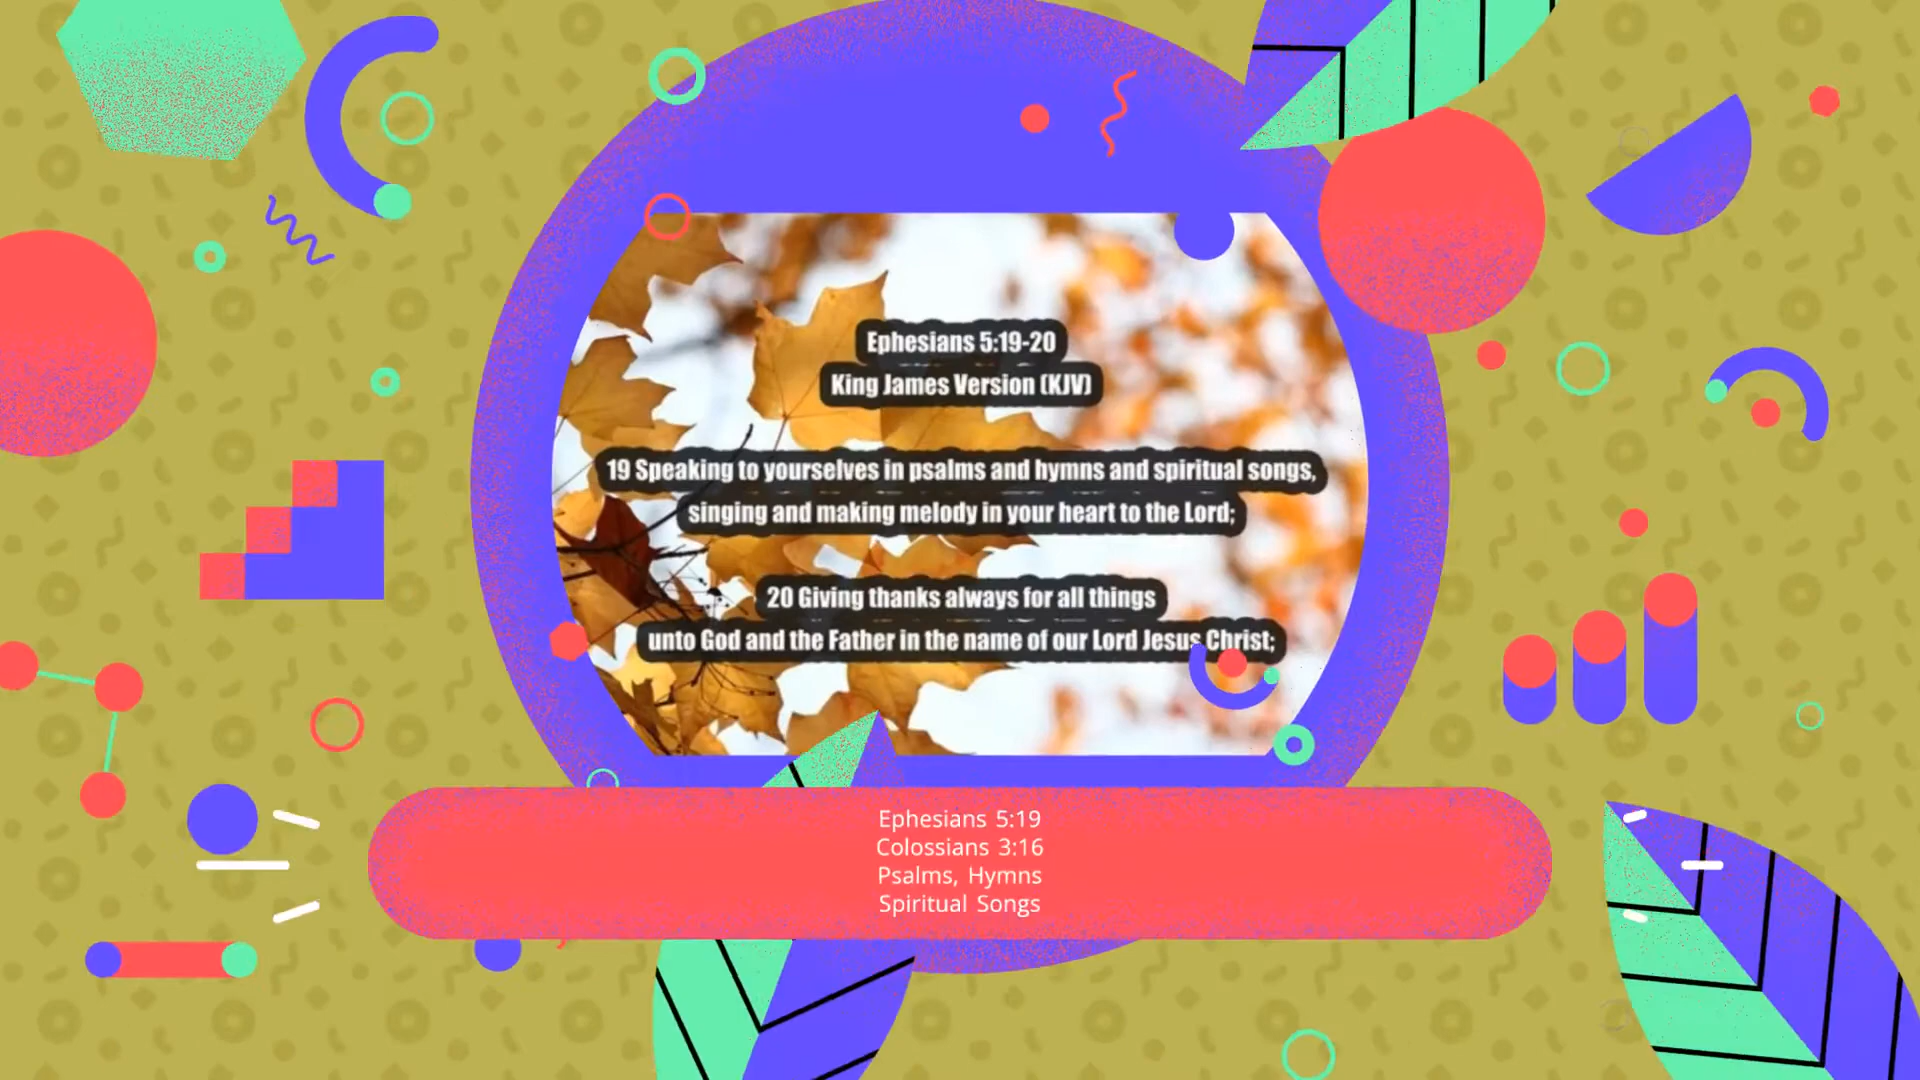 Ephesians 5:19-20
King James Version (KJV)
19 Speaking to yourselves in psalms and hymns and spiritual songs,
singing and making melody in your heart to the Lord;
20 Giving thanks always for all things
unto God and the Father in the name of our Lord Jesus Christ;
Ephesians 5:19
Colossians 3:16
Psalms, Hymns
Spiritual Songs